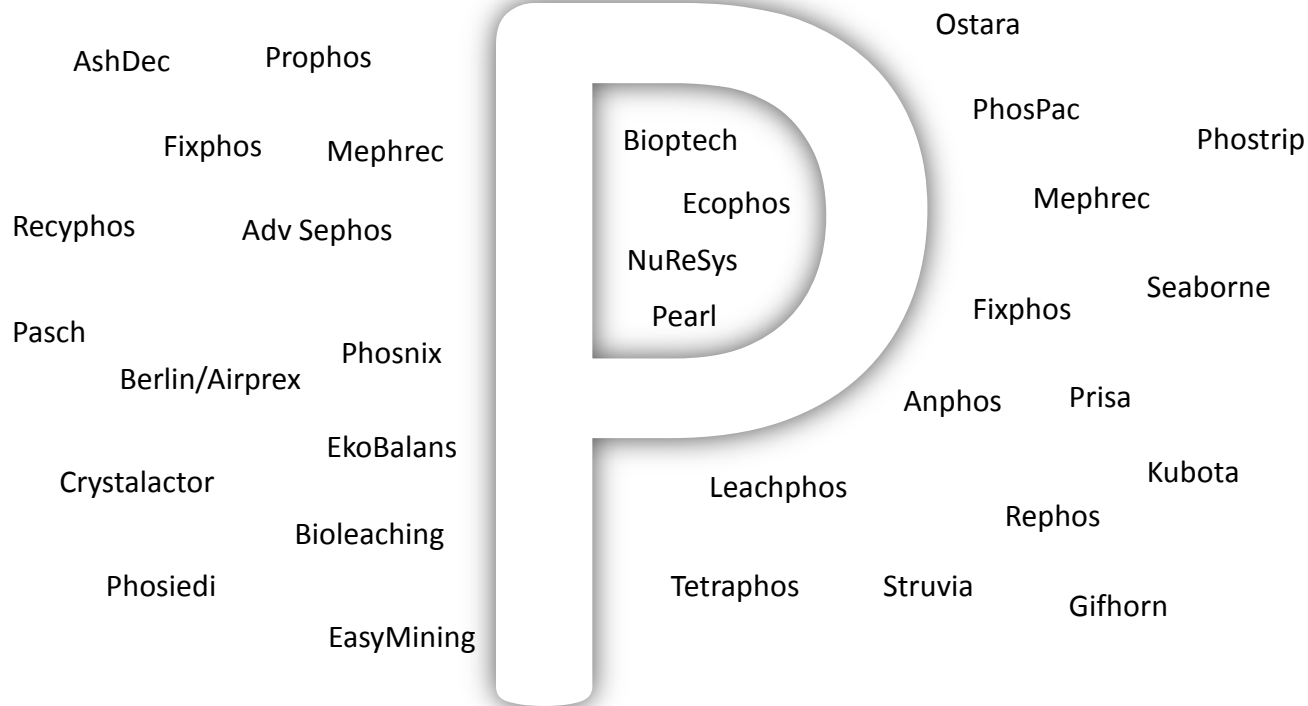 AshDec
Prophos
Fixphos
Mephrec
Recyphos
Adv Sephos
Pasch
Phosnix
Berlin/Airprex
EkoBalans
Crystalactor
Bioleaching
Phosiedi
EasyMining
P
Bioptech
Ecophos
NuReSys
Pearl
Ostara
PhosPac
Phostrip
Mephrec
Seaborne
Fixphos
Anphos
Prisa
Leachphos
Kubota
Rephos
Tetraphos
Struvia
Gifhorn